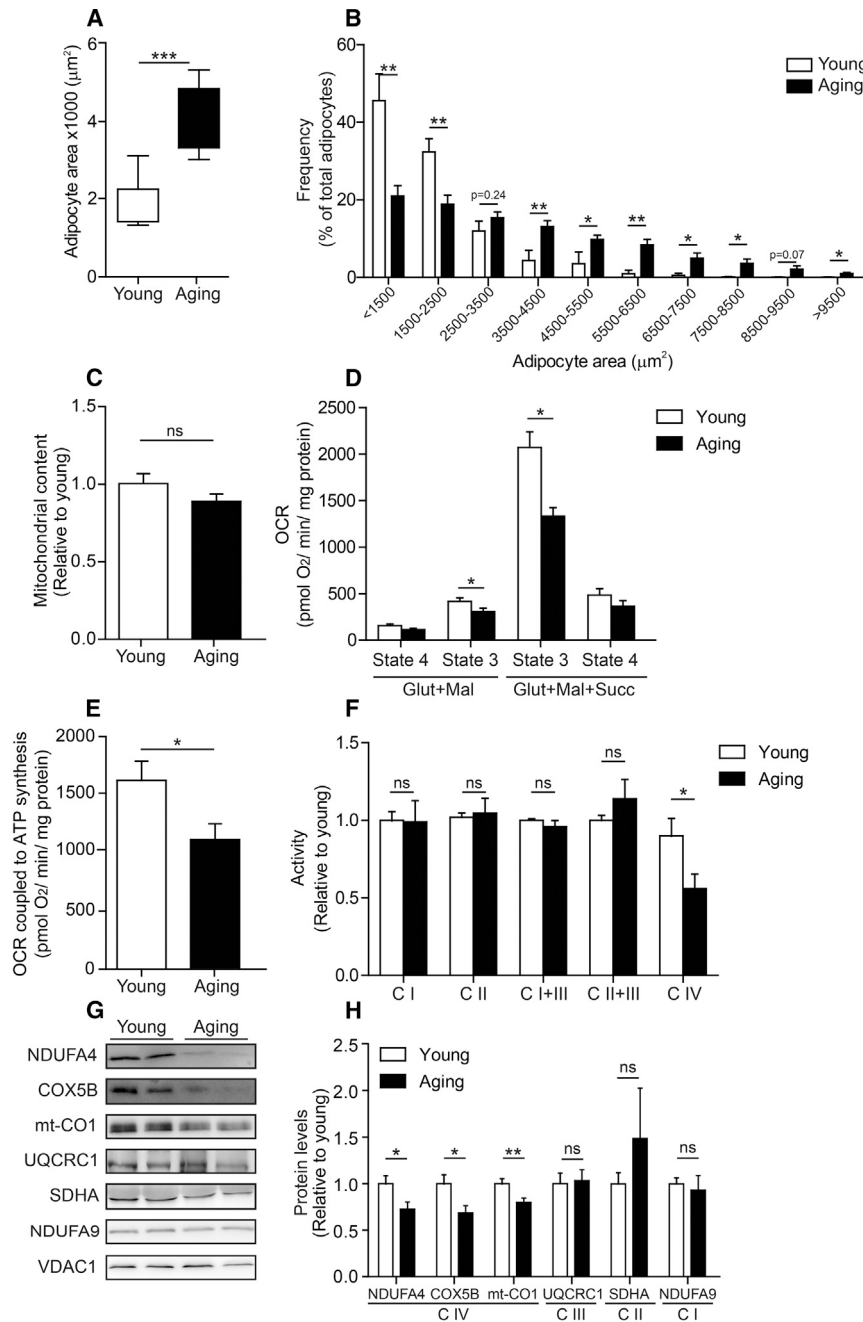 A
Adipocyte area x1000 (μm²)
6
4
2
0
***
Young Aging
B
Frequency
(% of total adipocytes)
60
40
20
0
**
**
p=0.24
**
*
**
*
*
p=0.07
*
Young
Aging
<1500
1500-2500
2500-3500
3500-4500
4500-5500
5500-6500
6500-7500
7500-8500
8500-9500
>9500
Adipocyte area (μm²)
C
Mitochondrial content
(Relative to young)
1.5
1.0
0.5
0.0
ns
Young Aging
D
OCR
(pmol O2/ min/ mg protein)
2500
2000
1500
1000
500
0
*
*
Young
Aging
State 4 State 3 State 3 State 4
Glut+Mal Glut+Mal+Succ
E
OCR coupled to ATP synthesis
(pmol O2/ min/ mg protein)
2000
1500
1000
500
0
*
Young Aging
F
Activity
(Relative to young)
1.5
1.0
0.5
0.0
ns
ns
ns
ns
*
Young
Aging
C I C II C I+III C II+III C IV
G
Young Aging
NDUFA4
COX5B
mt-CO1
UQCRC1
SDHA
NDUFA9
VDAC1
H
Protein levels
(Relative to young)
2.5
2.0
1.5
1.0
0.5
0.0
Young
Aging
*
*
**
ns
ns
ns
NDUFA4 COX5B mt-CO1 UQCRC1 SDHA NDUFA9
C IV C III C II C I